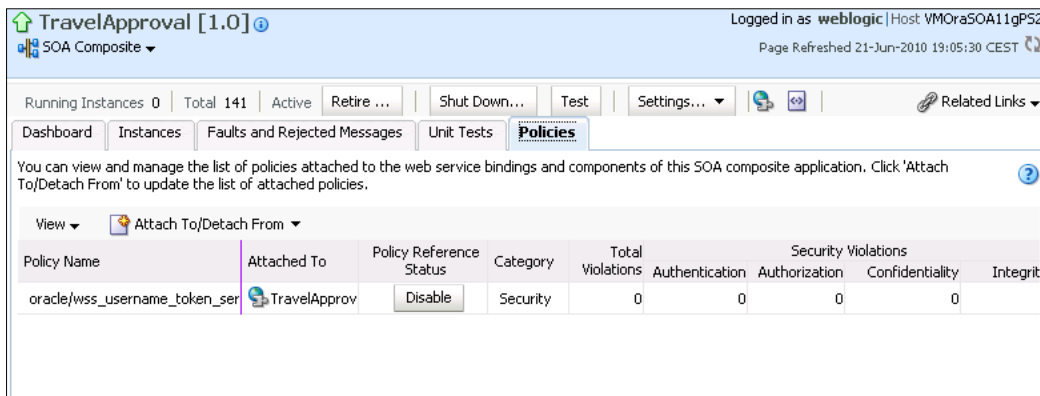 TravelApproval [1.0]
Logged in as weblogic|Host VMOraSOA11gPS2
SOA Composite
Page Refreshed 21-Jun-2010 19:05:30 CEST
Running Instances 0 Total 141 Active Retire ... Shut Down... Test Settings... Related Links
Dashboard Instances Faults and Rejected Messages Unit Tests Policies
You can view and manage the list of policies attached to the web service bindings and components of this SOA composite application. Click 'Attach
To/Detach From' to update the list of attached policies.
View Attach To/Detach From
Policy Name Attached To Policy Reference Status Category Total Violations Security Violations
Authentication Authorization Confidentiality Integrit
oracle/wss_username_token_ser TravelApprov Disable Security 0 0 0 0